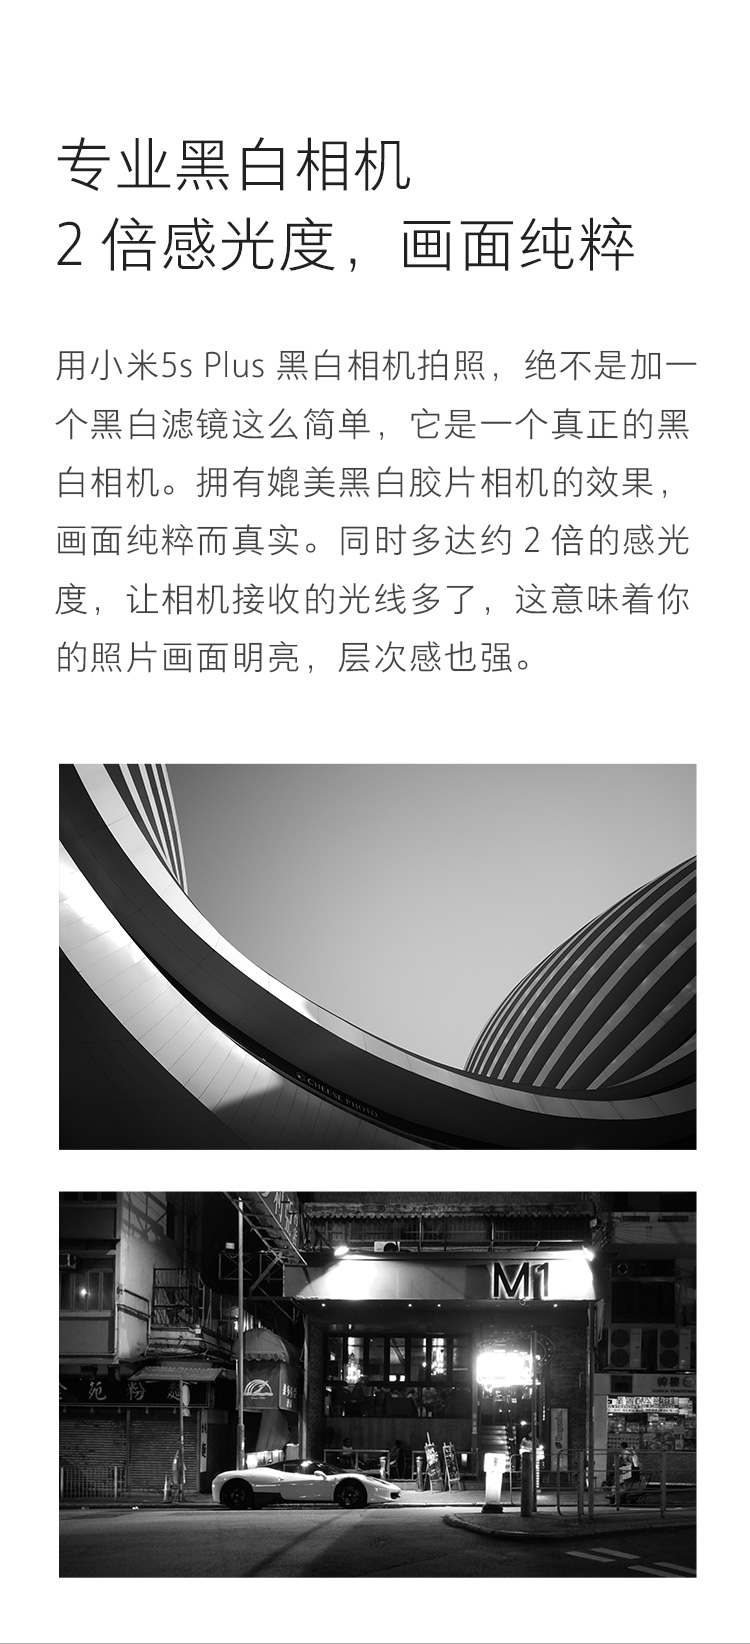 专业黑白相机
2 倍感光度，画面纯粹
用小米5s Plus 黑白相机拍照，绝不是加一
个黑白滤镜这么简单，它是一个真正的黑
白相机。拥有媲美黑白胶片相机的效果，
画面纯粹而真实。同时多达约 2 倍的感光
度，让相机接收的光线多了，这意味着你
的照片画面明亮，层次感也强。
CHEESE PHOTO
M1
苑粉麵